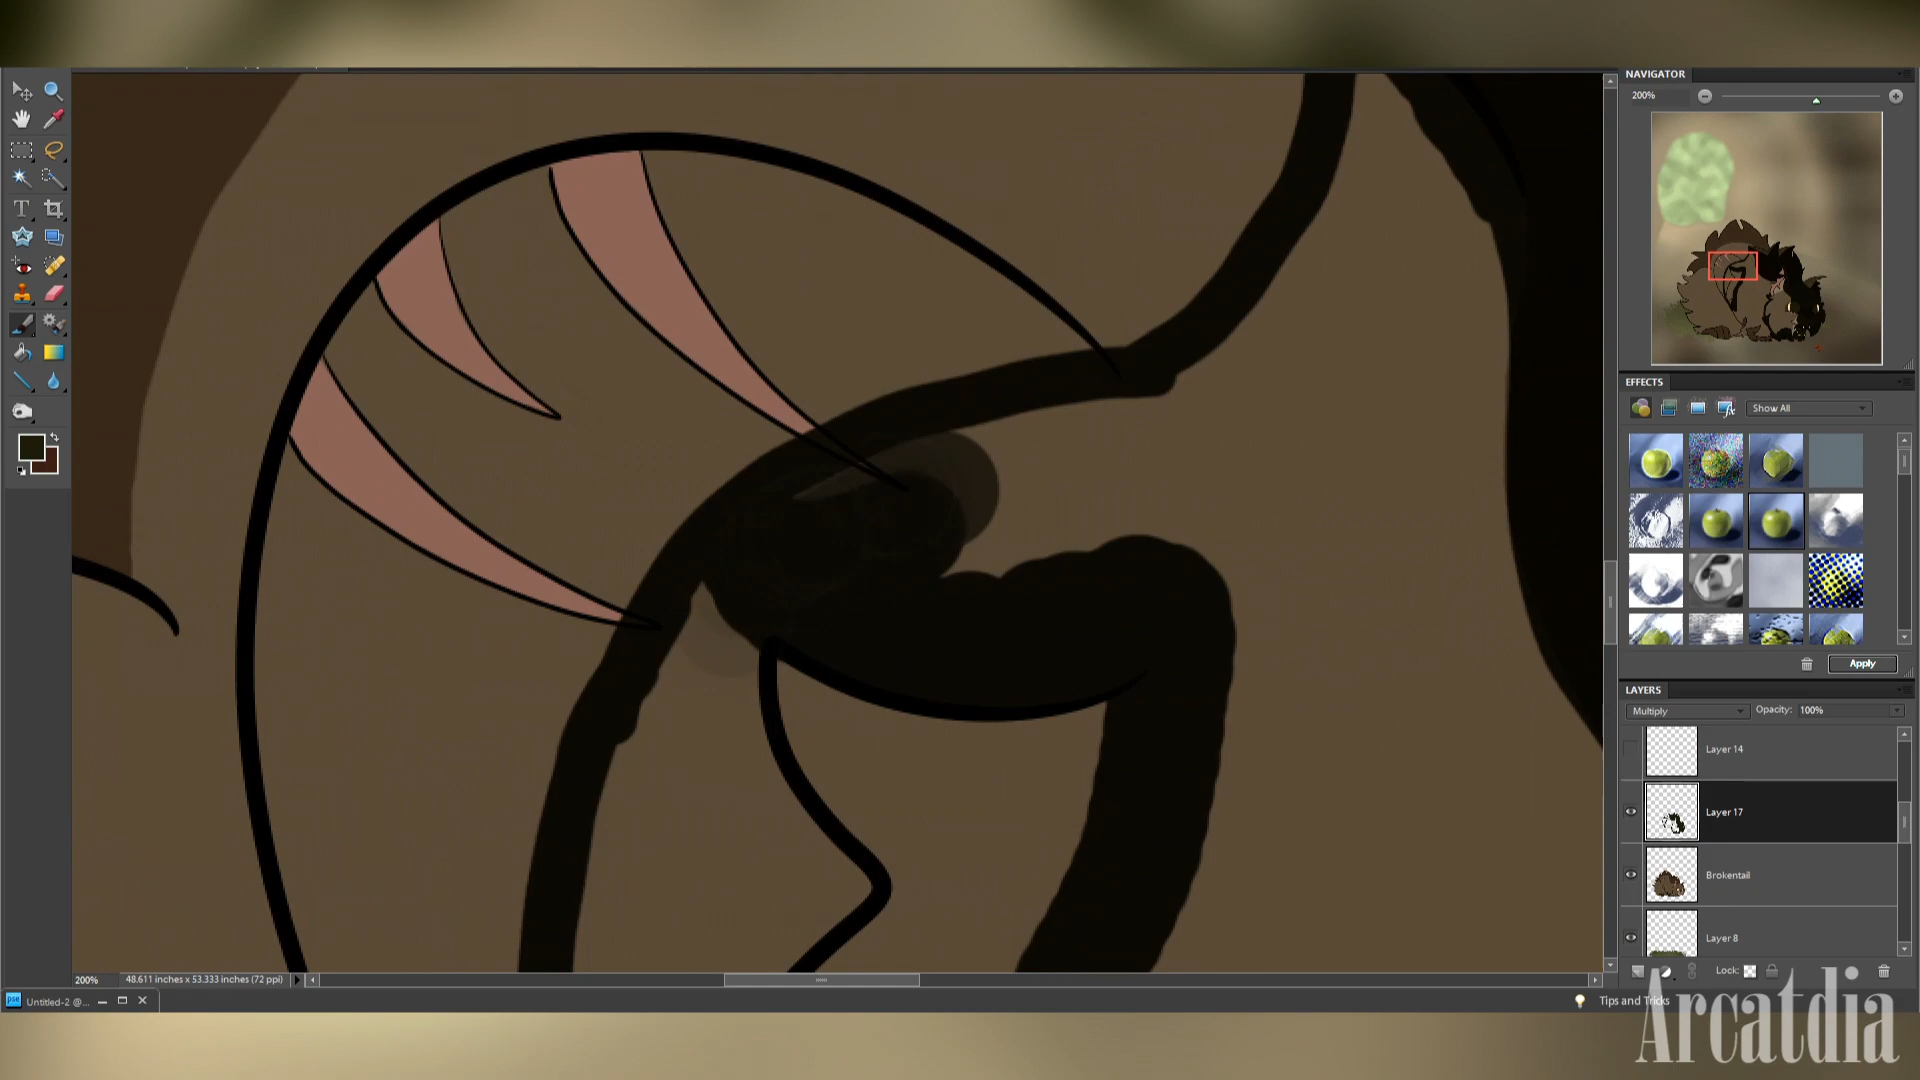 NAVIGATOR
200%
EFFECTS
Show All
Apply
LAYERS
Multiply
Opacity: 100%
Layer 14
Layer 17
Brokentail
Layer 8
Lock:
200%
48.611 inches x 53.333 inches (72 ppi)
pse
Untitled-2 @...
Tips and Tricks
Arcatdia